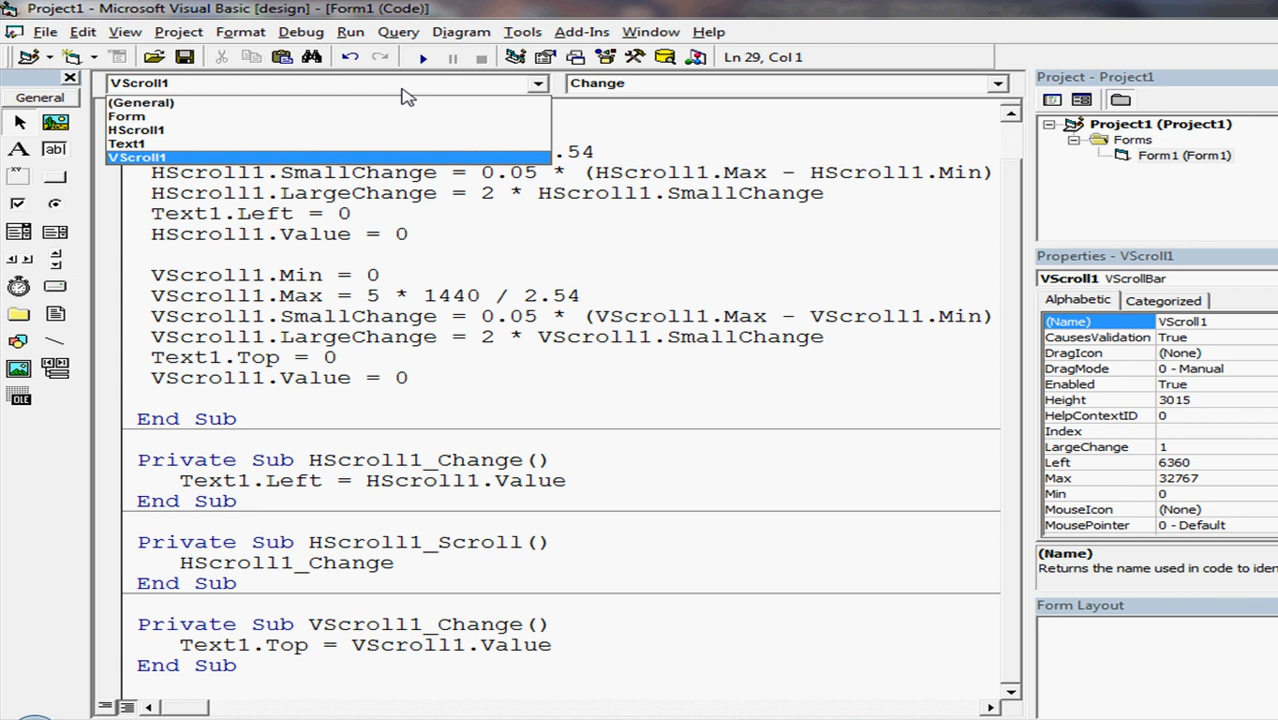 Project1 - Microsoft Visual Basic [design] - [Form1 (Code)]
File Edit View Project Format Debug Run Query Diagram Tools Add-Ins Window Help
Ln 29, Col 1
General
A
abl
xv
OLE
VScroll1
Change
(General)
Form
HScroll1
Text1
VScroll1
.54
HScroll1.SmallChange = 0.05 * (HScroll1.Max - HScroll1.Min)
HScroll1.LargeChange = 2 * HScroll1.SmallChange
Text1.Left = 0
HScroll1.Value = 0
VScroll1.Min = 0
VScroll1.Max = 5 * 1440 / 2.54
VScroll1.SmallChange = 0.05 * (VScroll1.Max - VScroll1.Min)
VScroll1.LargeChange = 2 * VScroll1.SmallChange
Text1.Top = 0
VScroll1.Value = 0
End Sub
Private Sub HScroll1_Change()
Text1.Left = HScroll1.Value
End Sub
Private Sub HScroll1_Scroll()
HScroll1_Change
End Sub
Private Sub VScroll1_Change()
Text1.Top = VScroll1.Value
End Sub
Project - Project1
Project1 (Project1)
Forms
Form1 (Form1)
Properties - VScroll1
VScroll1 VScrollBar
Alphabetic Categorized
(Name) VScroll1
CausesValidation True
DragIcon (None)
DragMode 0 - Manual
Enabled True
Height 3015
HelpContextID 0
Index
LargeChange 1
Left 6360
Max 32767
Min 0
MouseIcon (None)
MousePointer 0 - Default
(Name)
Returns the name used in code to iden
Form Layout